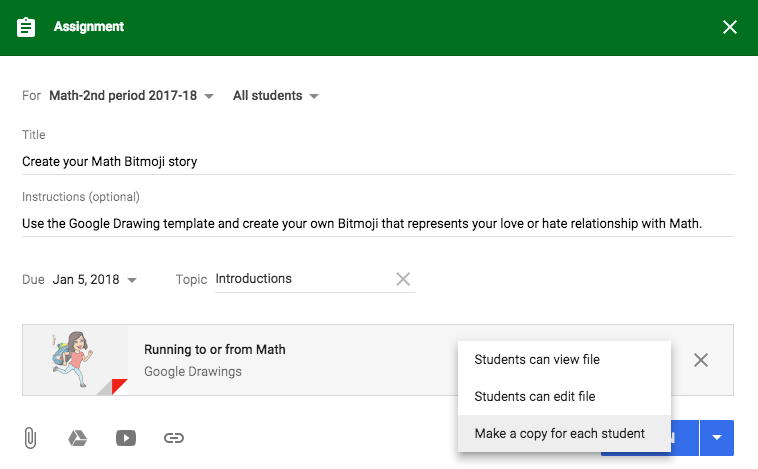 Assignment
For Math-2nd period 2017-18 All students
Title
Create your Math Bitmoji story
Instructions (optional)
Use the Google Drawing template and create your own Bitmoji that represents your love or hate relationship with Math.
Due Jan 5, 2018 Topic Introductions
Running to or from Math
Google Drawings
Students can view file
Students can edit file
Make a copy for each student